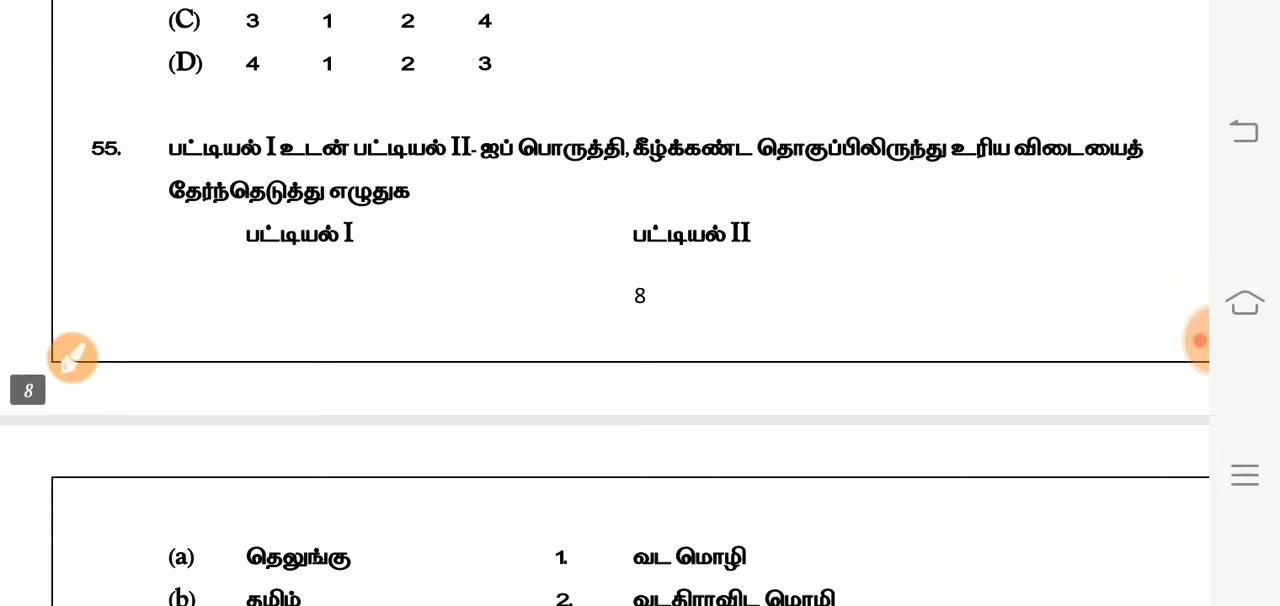 (C) 3 1 2 4
(D) 4 1 2 3
55. பட்டியல் I உடன் பட்டியல் II- ஐப் பொருத்தி, கீழ்க்கண்ட தொகுப்பிலிருந்து உரிய விடையைத்
தேர்ந்தெடுத்து எழுதுக
பட்டியல் I பட்டியல் II
8
8
(a) தெலுங்கு 1. வட மொழி
(b) தமிழ் 2. வடதிராவிட மொழி